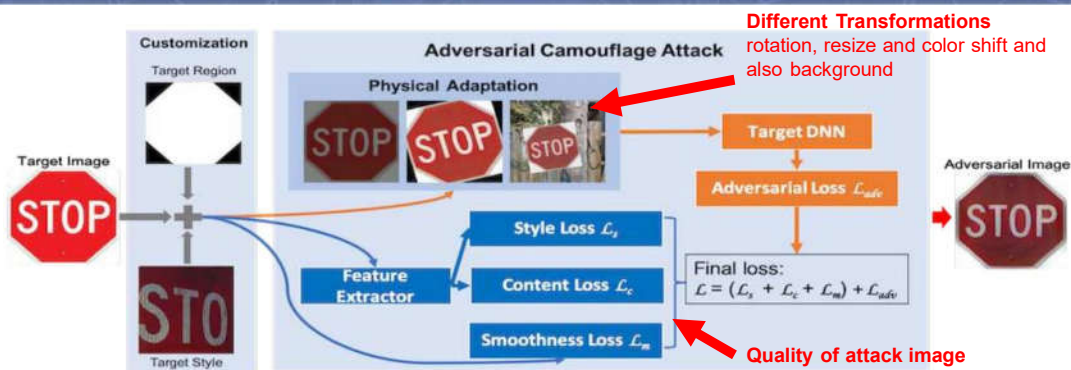 Different Transformations
rotation, resize and color shift and
also background
Customization
Target Region
Adversarial Camouflage Attack
Physical Adaptation
STOP
STOP
STOP
Target DNN
Target Image
Adversarial Image
STOP
STOP
Adversarial Loss ℒadv
Style Loss ℒs
Feature
Extractor
Content Loss ℒc
Final loss:
ℒ = (ℒs + ℒc + ℒm) + ℒadv
STO
Smoothness Loss ℒm
Target Style
Quality of attack image